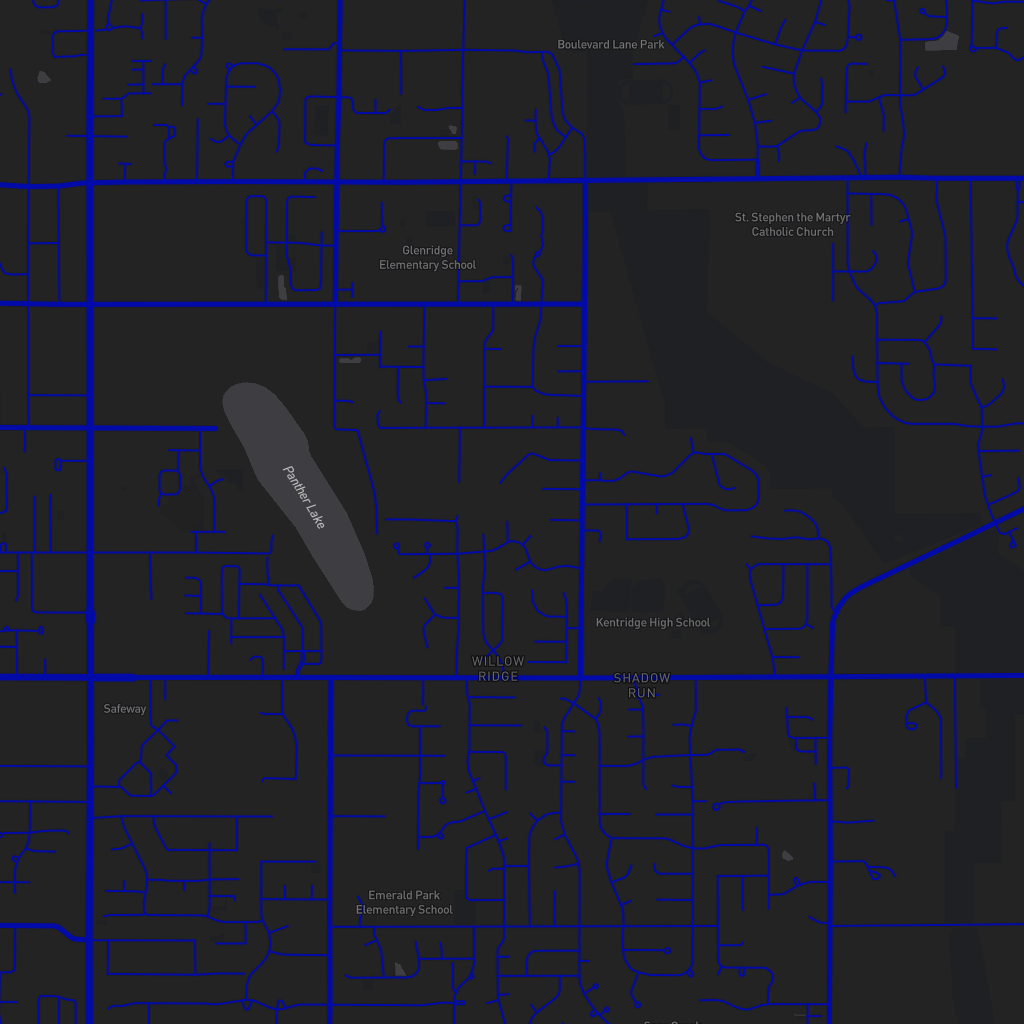 Boulevard Lane Park
St. Stephen the Martyr
Catholic Church
Glenridge
Elementary School
Panther Lake
Kentridge High School
WILLOW
RIDGE
SHADOW
RUN
Safeway
Emerald Park
Elementary School